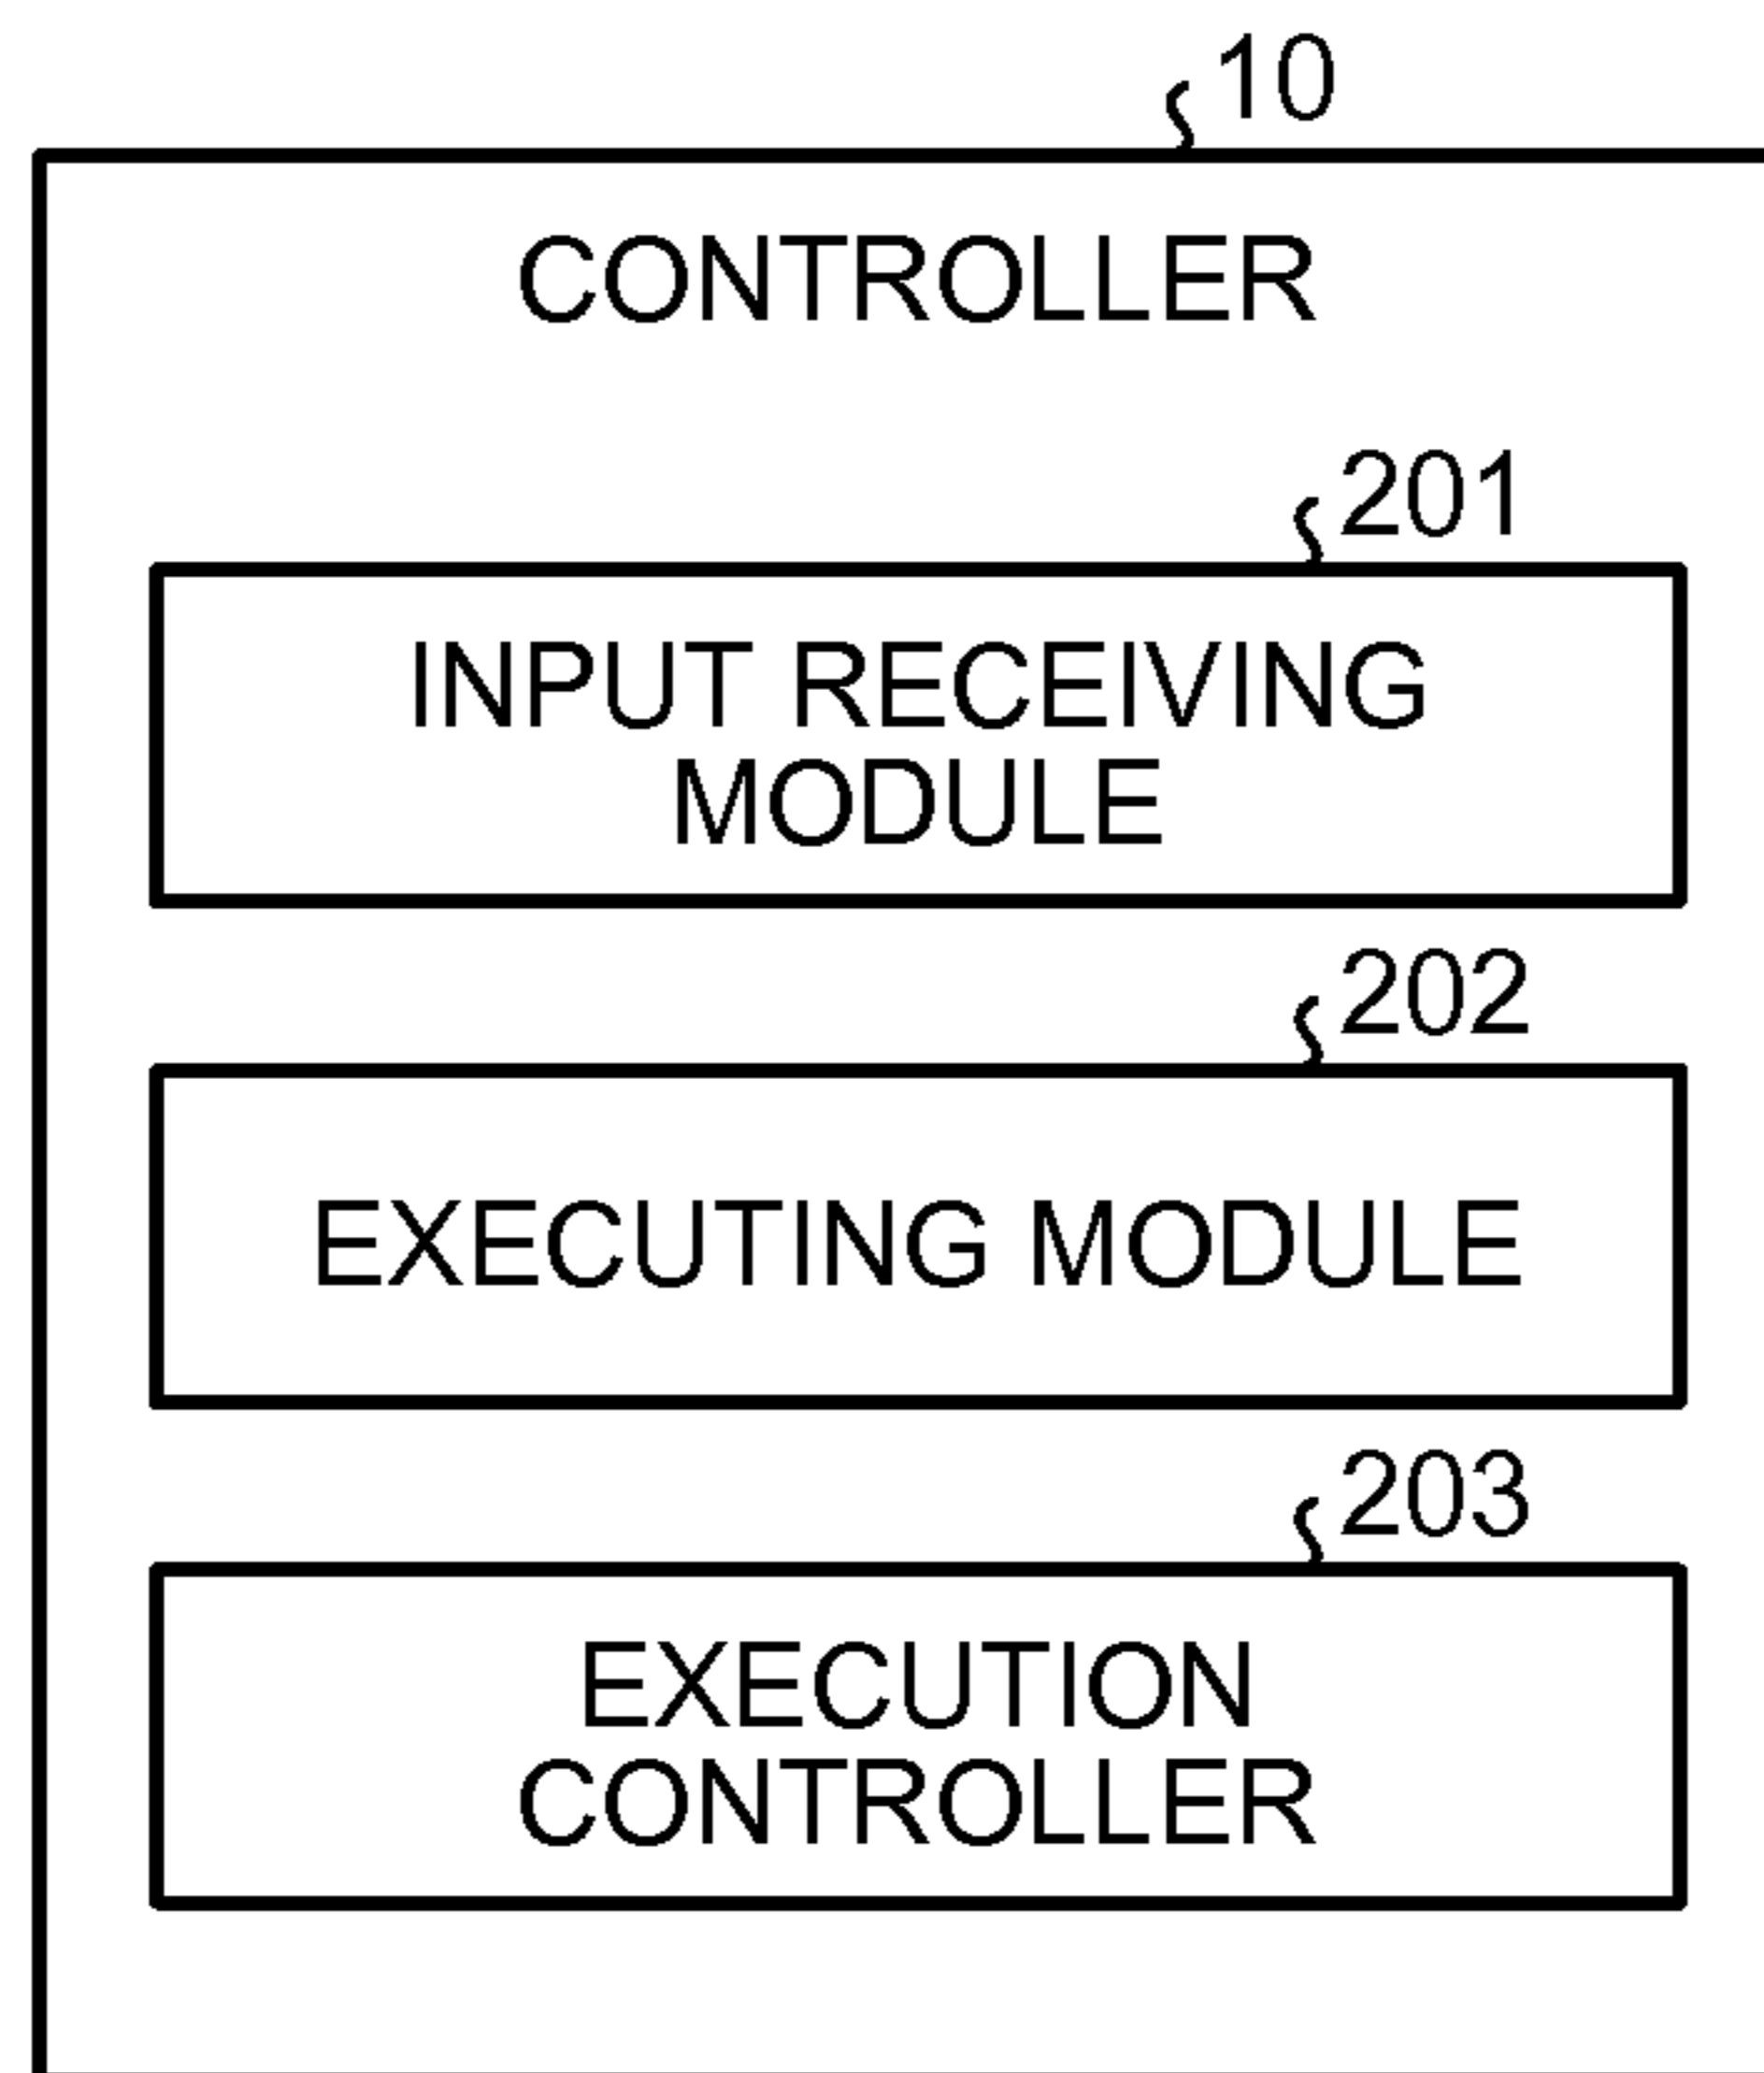 10
CONTROLLER
201
INPUT RECEIVING
MODULE
202
EXECUTING MODULE
203
EXECUTION
CONTROLLER